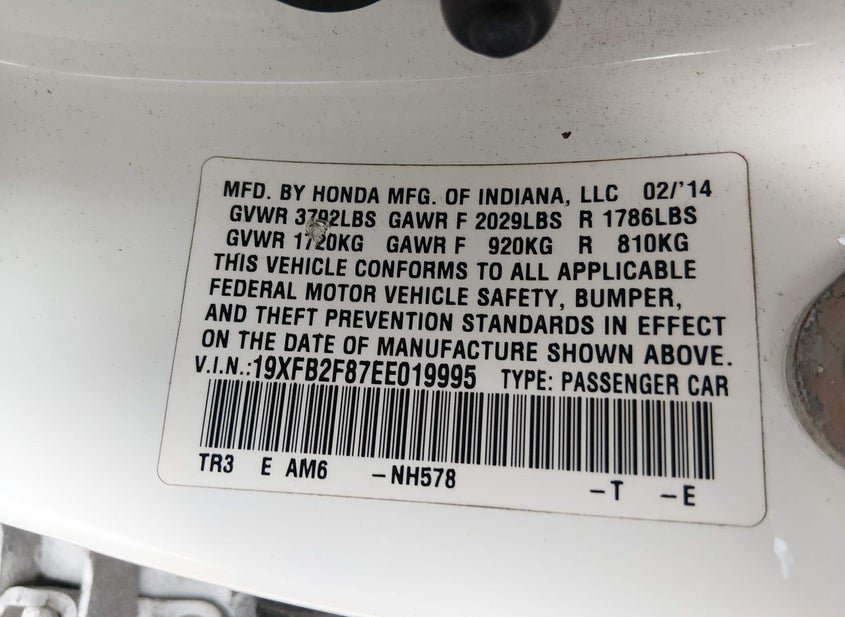 MFD. BY HONDA MFG. OF INDIANA, LLC 02/'14
GVWR 3792LBS GAWR F 2029LBS R 1786LBS
GVWR 1720KG GAWR F 920KG R 810KG
THIS VEHICLE CONFORMS TO ALL APPLICABLE
FEDERAL MOTOR VEHICLE SAFETY, BUMPER,
AND THEFT PREVENTION STANDARDS IN EFFECT
ON THE DATE OF MANUFACTURE SHOWN ABOVE.
V.I.N.:19XFB2F87EE019995 TYPE: PASSENGER CAR
TR3 E AM6 -NH578 -T -E